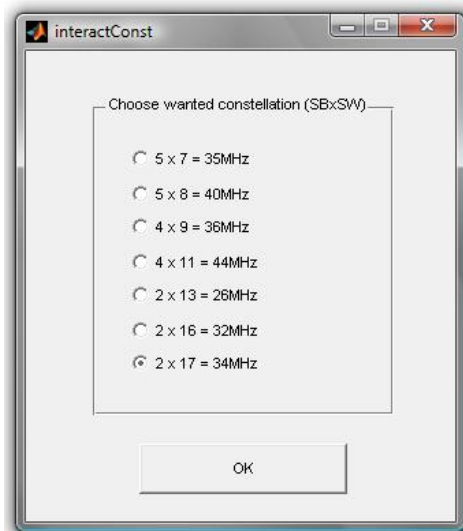 interactConst
Choose wanted constellation (SBxSW)
5 x 7 = 35MHz
5 x 8 = 40MHz
4 x 9 = 36MHz
4 x 11 = 44MHz
2 x 13 = 26MHz
2 x 16 = 32MHz
2 x 17 = 34MHz
OK